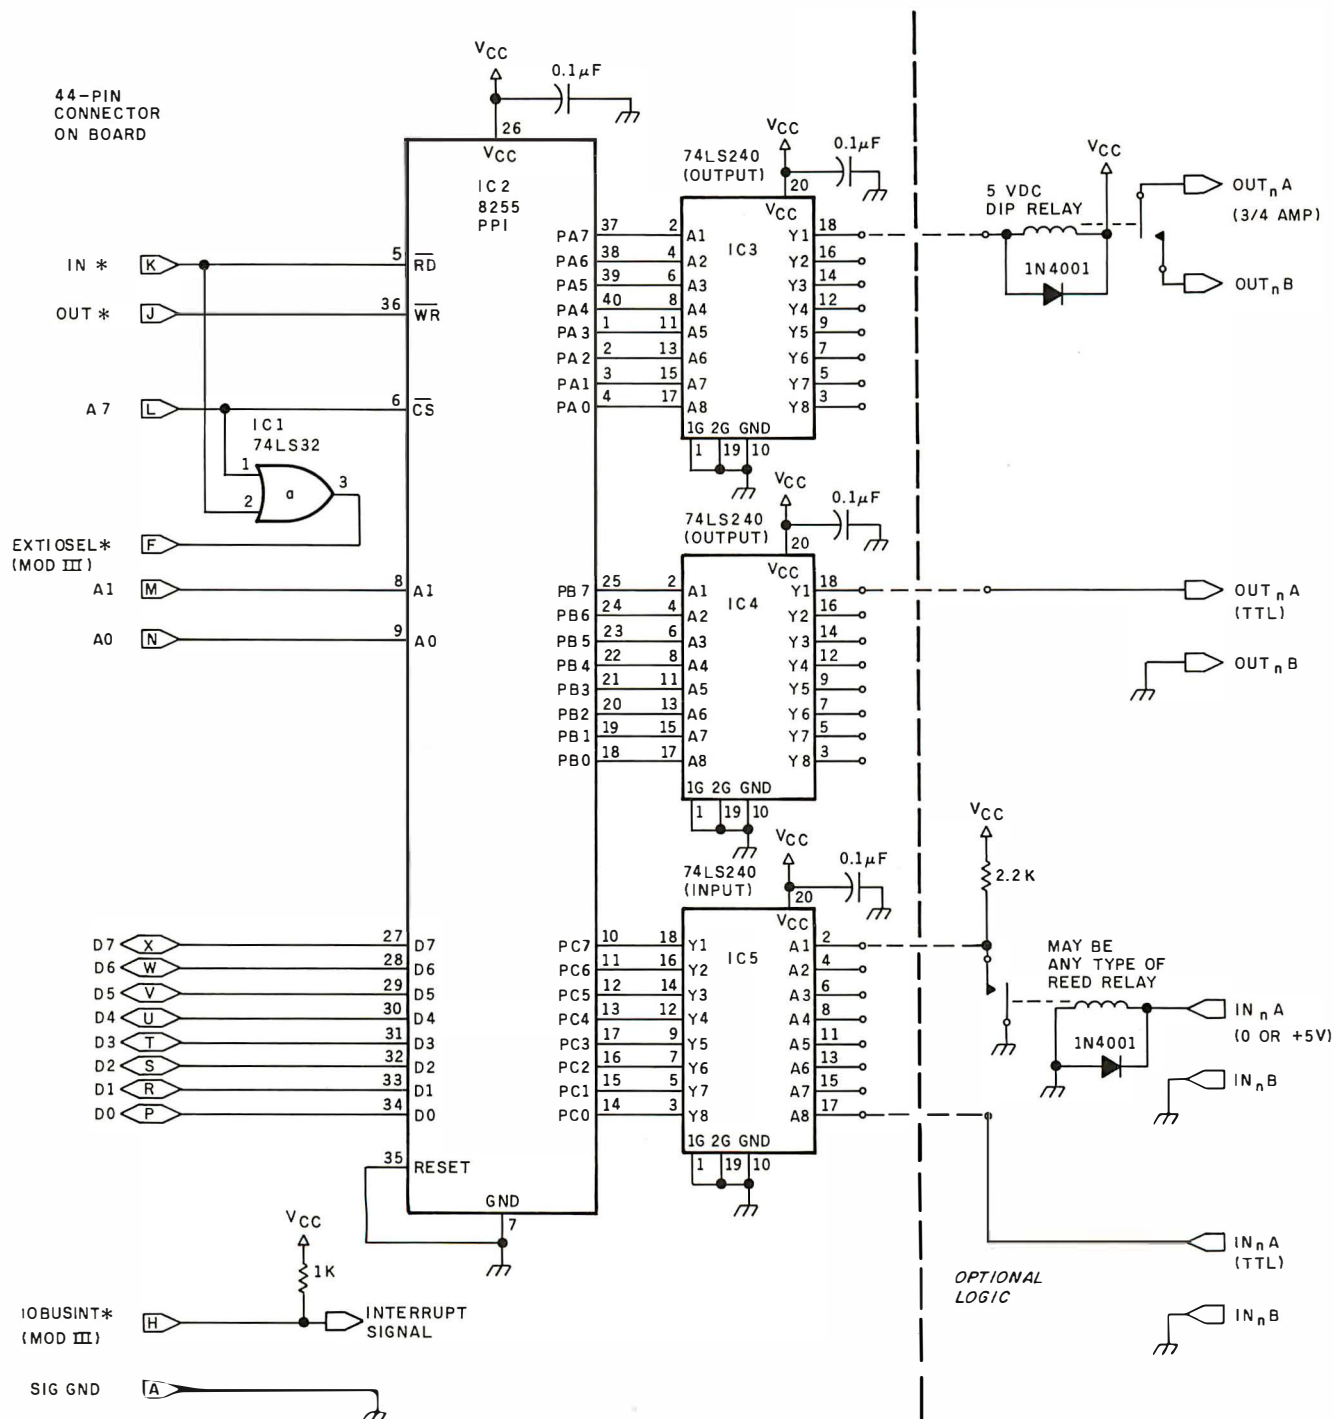 44-PIN
CONNECTOR
ON BOARD
VCC
0.1µF
26
VCC
IC2
8255
PPI
IN * K 5 RD
OUT * J 36 WR
A7 L 6 CS
IC1
74LS32
1
2
a
3
EXTIOSEL* F
(MOD III)
A1 M 8 A1
A0 N 9 A0
D7 X 27 D7
D6 W 28 D6
D5 V 29 D5
D4 U 30 D4
D3 T 31 D3
D2 S 32 D2
D1 R 33 D1
D0 P 34 D0
35 RESET
GND
7
VCC
1K
IOBUSINT* H INTERRUPT
(MOD III) SIGNAL
SIG GND A
VCC
74LS240
(OUTPUT)
0.1µF
20
VCC
IC3
PA7 37 2 A1 Y1 18
PA6 38 4 A2 Y2 16
PA5 39 6 A3 Y3 14
PA4 40 8 A4 Y4 12
PA3 1 11 A5 Y5 9
PA2 2 13 A6 Y6 7
PA1 3 15 A7 Y7 5
PA0 4 17 A8 Y8 3
1G 2G GND
1 19 10
VCC
74LS240
(OUTPUT)
0.1µF
20
VCC
IC4
PB7 25 2 A1 Y1 18
PB6 24 4 A2 Y2 16
PB5 23 6 A3 Y3 14
PB4 22 8 A4 Y4 12
PB3 21 11 A5 Y5 9
PB2 20 13 A6 Y6 7
PB1 19 15 A7 Y7 5
PB0 18 17 A8 Y8 3
1G 2G GND
1 19 10
VCC
74LS240
(INPUT)
0.1µF
20
VCC
IC5
PC7 10 18 Y1 A1 2
PC6 11 16 Y2 A2 4
PC5 12 14 Y3 A3 6
PC4 13 12 Y4 A4 8
PC3 17 9 Y5 A5 11
PC2 16 7 Y6 A6 13
PC1 15 5 Y7 A7 15
PC0 14 3 Y8 A8 17
1G 2G GND
1 19 10
VCC
5 VDC
DIP RELAY
1N4001
OUTnA
(3/4 AMP)
OUTnB
OUTnA
(TTL)
OUTnB
VCC
2.2K
MAY BE
ANY TYPE OF
REED RELAY
1N4001
INnA
(0 OR +5V)
INnB
INnA
(TTL)
OPTIONAL
LOGIC
INnB